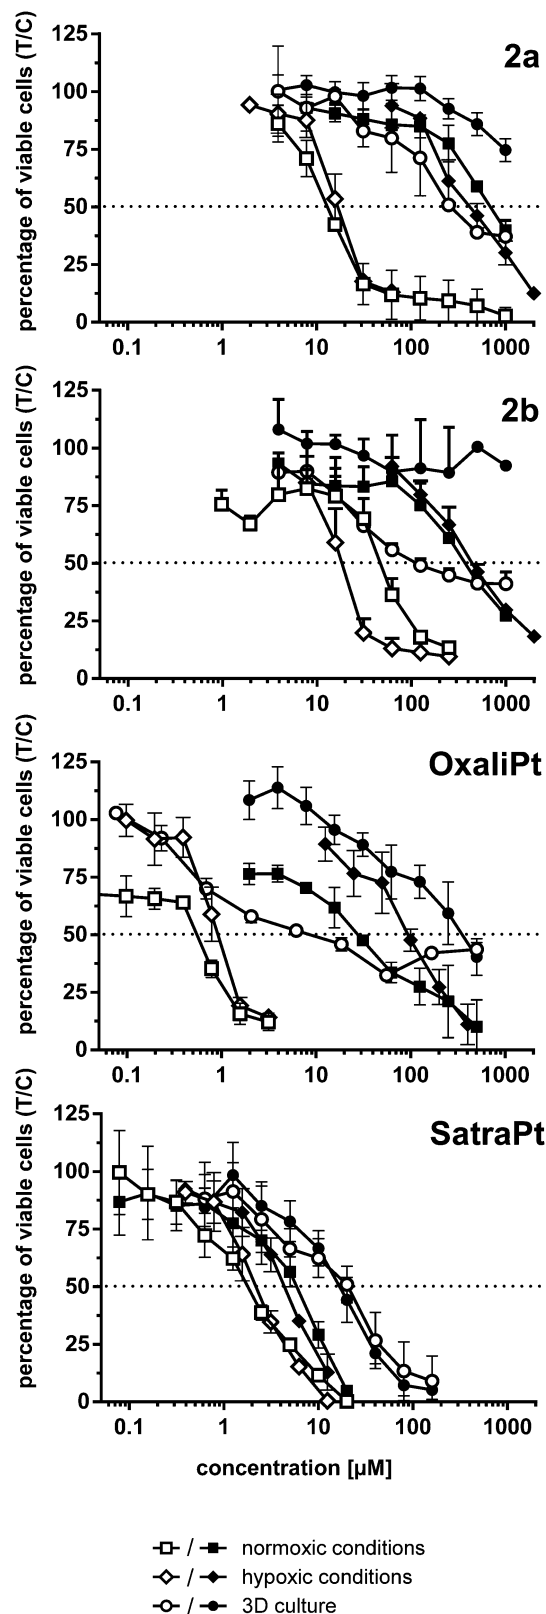 percentage of viable cells (T/C)
2a
125
100
75
50
25
0
0.1 1 10 100 1000
percentage of viable cells (T/C)
2b
125
100
75
50
25
0
0.1 1 10 100 1000
percentage of viable cells (T/C)
OxaliPt
125
100
75
50
25
0
0.1 1 10 100 1000
percentage of viable cells (T/C)
SatraPt
125
100
75
50
25
0
0.1 1 10 100 1000
concentration [µM]
/ normoxic conditions
/ hypoxic conditions
/ 3D culture